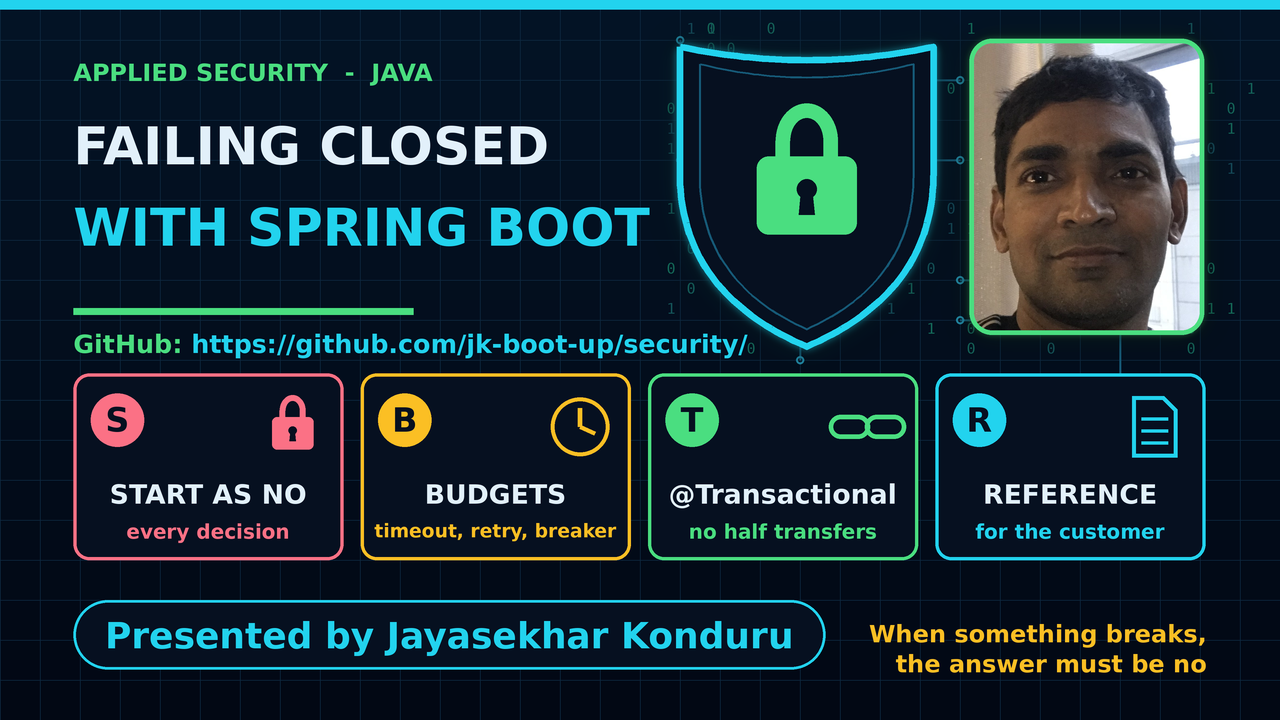 APPLIED SECURITY - JAVA
FAILING CLOSED
WITH SPRING BOOT
GitHub: https://github.com/jk-boot-up/security/
S
START AS NO
every decision
B
BUDGETS
timeout, retry, breaker
T
@Transactional
no half transfers
R
REFERENCE
for the customer
Presented by Jayasekhar Konduru
When something breaks,
the answer must be no